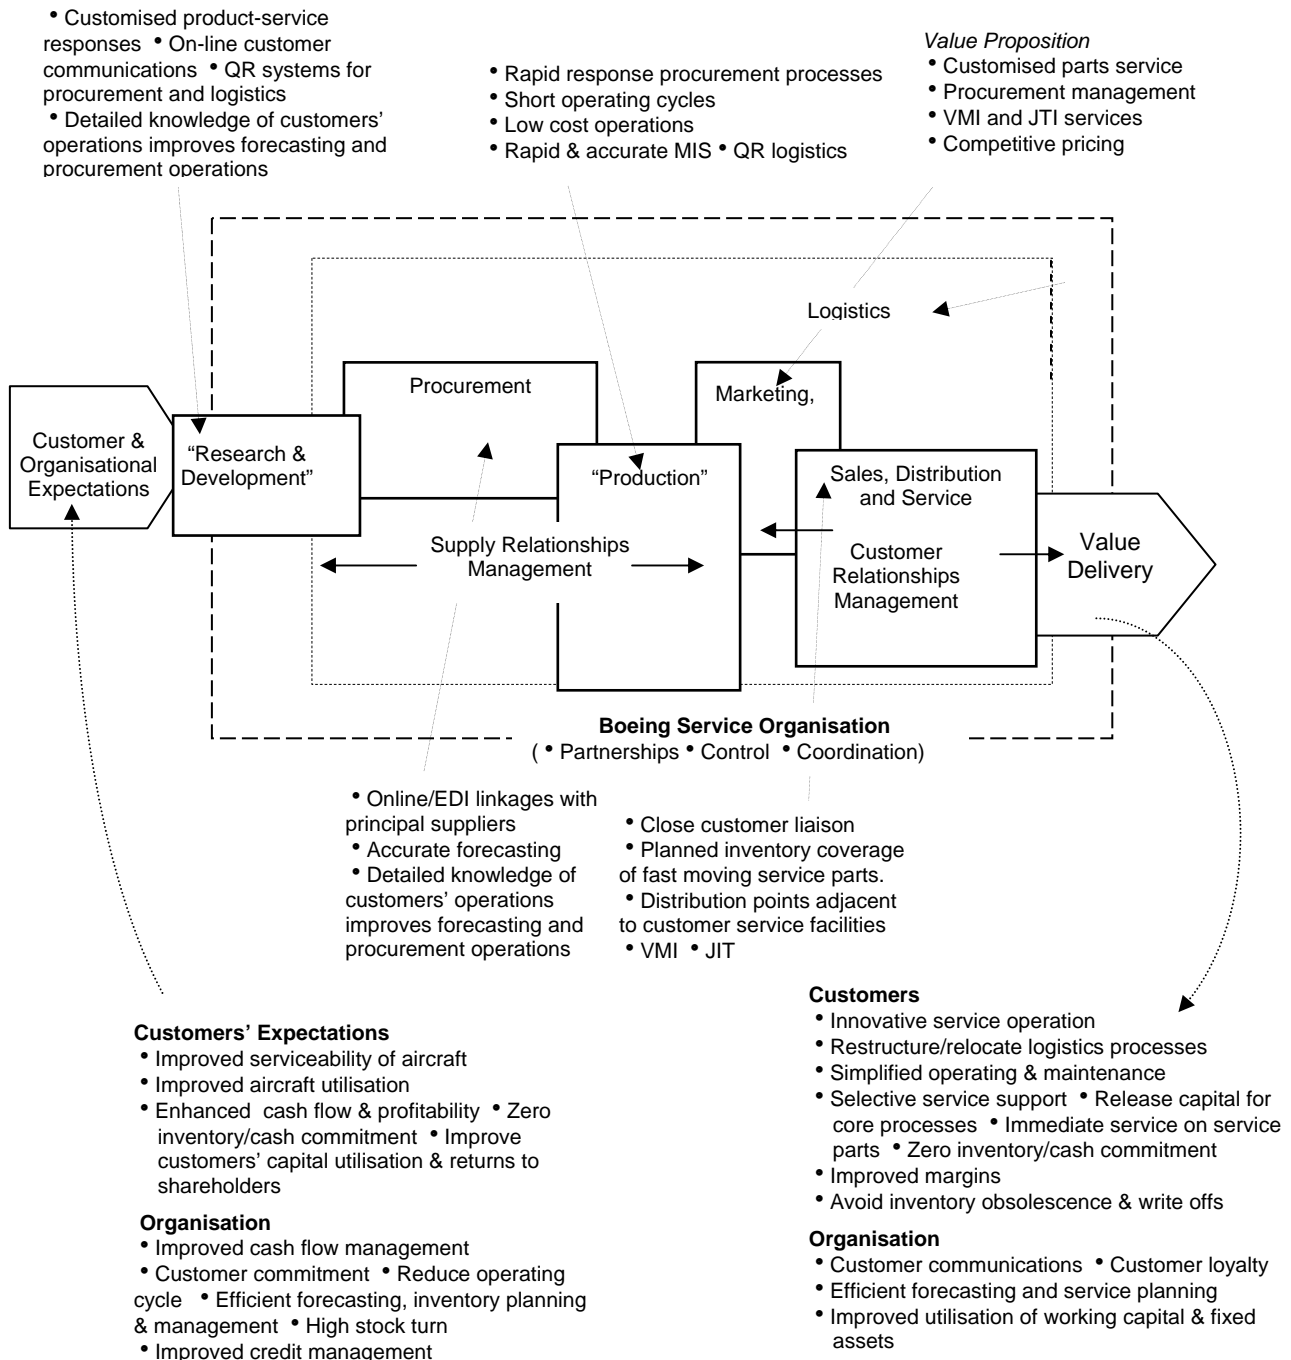 • Customised product-service
responses • On-line customer
communications • QR systems for
procurement and logistics
• Detailed knowledge of customers’
operations improves forecasting and
procurement operations
• Rapid response procurement processes
• Short operating cycles
• Low cost operations
• Rapid & accurate MIS • QR logistics
Value Proposition
• Customised parts service
• Procurement management
• VMI and JTI services
• Competitive pricing
Logistics
Procurement
Marketing,
Customer &
Organisational
Expectations
“Research &
Development”
“Production”
Sales, Distribution
and Service
Supply Relationships
Management
Customer
Relationships
Management
Value
Delivery
Boeing Service Organisation
( • Partnerships • Control • Coordination)
• Online/EDI linkages with
principal suppliers
• Accurate forecasting
• Detailed knowledge of
customers’ operations
improves forecasting and
procurement operations
• Close customer liaison
• Planned inventory coverage
of fast moving service parts.
• Distribution points adjacent
to customer service facilities
• VMI • JIT
Customers’ Expectations
• Improved serviceability of aircraft
• Improved aircraft utilisation
• Enhanced cash flow & profitability • Zero
inventory/cash commitment • Improve
customers’ capital utilisation & returns to
shareholders
Organisation
• Improved cash flow management
• Customer commitment • Reduce operating
cycle • Efficient forecasting, inventory planning
& management • High stock turn
• Improved credit management
Customers
• Innovative service operation
• Restructure/relocate logistics processes
• Simplified operating & maintenance
• Selective service support • Release capital for
core processes • Immediate service on service
parts • Zero inventory/cash commitment
• Improved margins
• Avoid inventory obsolescence & write offs
Organisation
• Customer communications • Customer loyalty
• Efficient forecasting and service planning
• Improved utilisation of working capital & fixed
assets